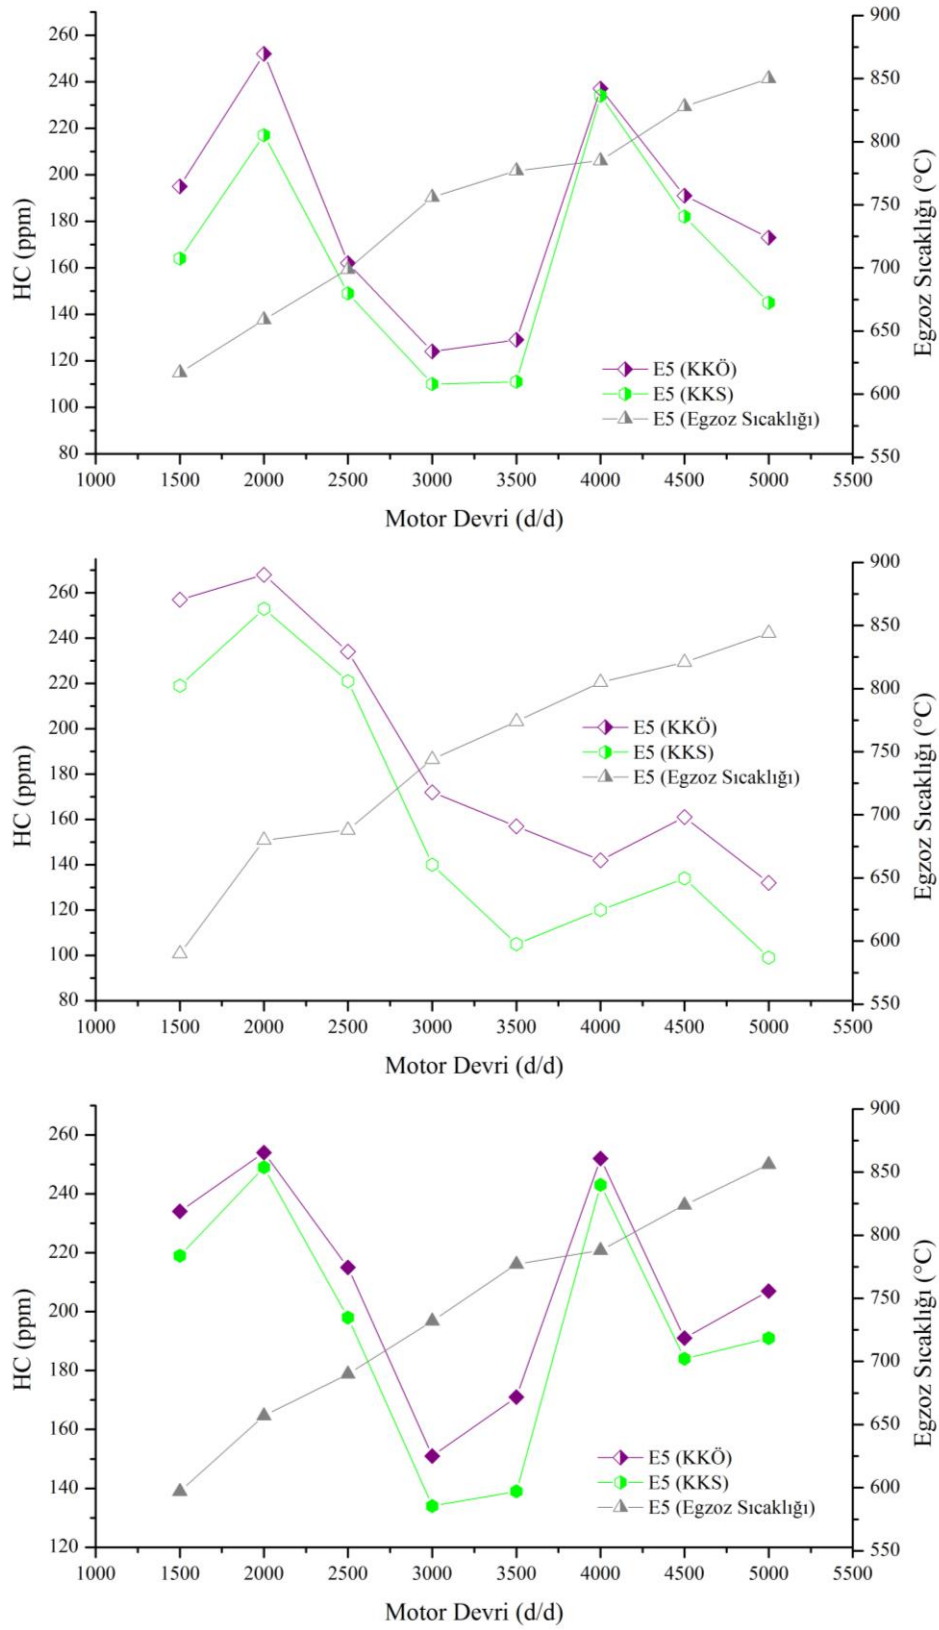 HC (ppm)
260
240
220
200
180
160
140
120
100
80
900
850
800
750
700
650
600
550
Egzoz Sıcaklığı (°C)
E5 (KKÖ)
E5 (KKS)
E5 (Egzoz Sıcaklığı)
1000 1500 2000 2500 3000 3500 4000 4500 5000 5500
Motor Devri (d/d)
HC (ppm)
260
240
220
200
180
160
140
120
100
80
900
850
800
750
700
650
600
550
Egzoz Sıcaklığı (°C)
E5 (KKÖ)
E5 (KKS)
E5 (Egzoz Sıcaklığı)
1000 1500 2000 2500 3000 3500 4000 4500 5000 5500
Motor Devri (d/d)
HC (ppm)
260
240
220
200
180
160
140
120
900
850
800
750
700
650
600
550
Egzoz Sıcaklığı (°C)
E5 (KKÖ)
E5 (KKS)
E5 (Egzoz Sıcaklığı)
1000 1500 2000 2500 3000 3500 4000 4500 5000 5500
Motor Devri (d/d)